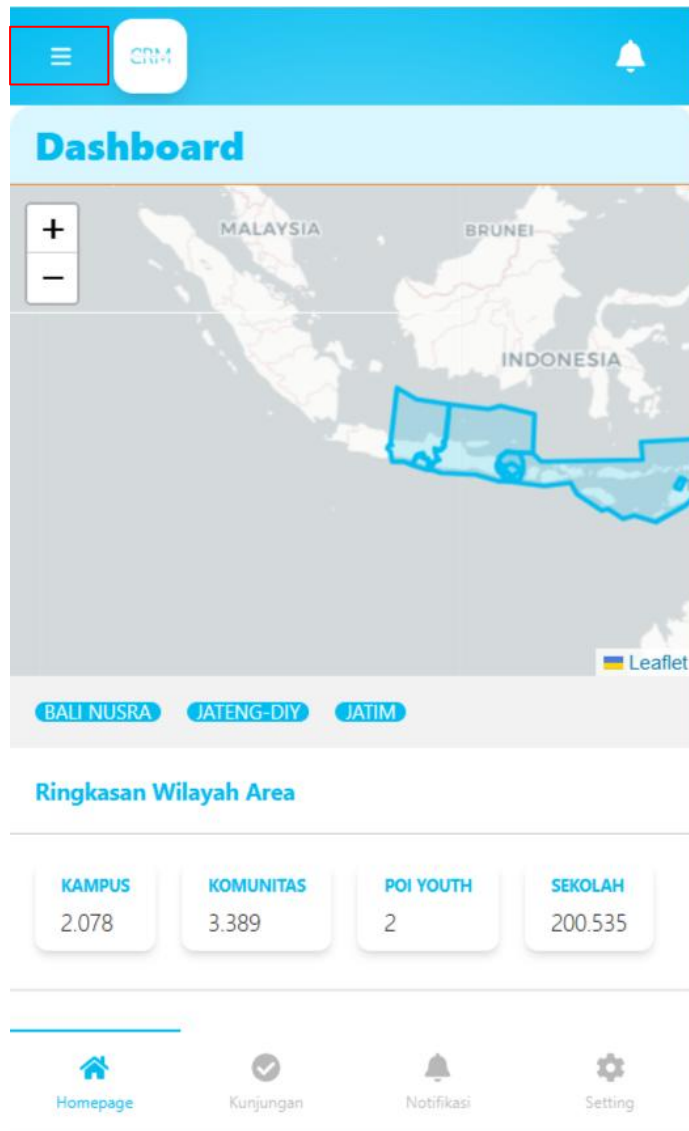 CRM
Dashboard
+
MALAYSIA
BRUNEI
−
INDONESIA
Leaflet
BALI NUSRA JATENG-DIY JATIM
Ringkasan Wilayah Area
KAMPUS KOMUNITAS POI YOUTH SEKOLAH
2.078 3.389 2 200.535
Homepage Kunjungan Notifikasi Setting